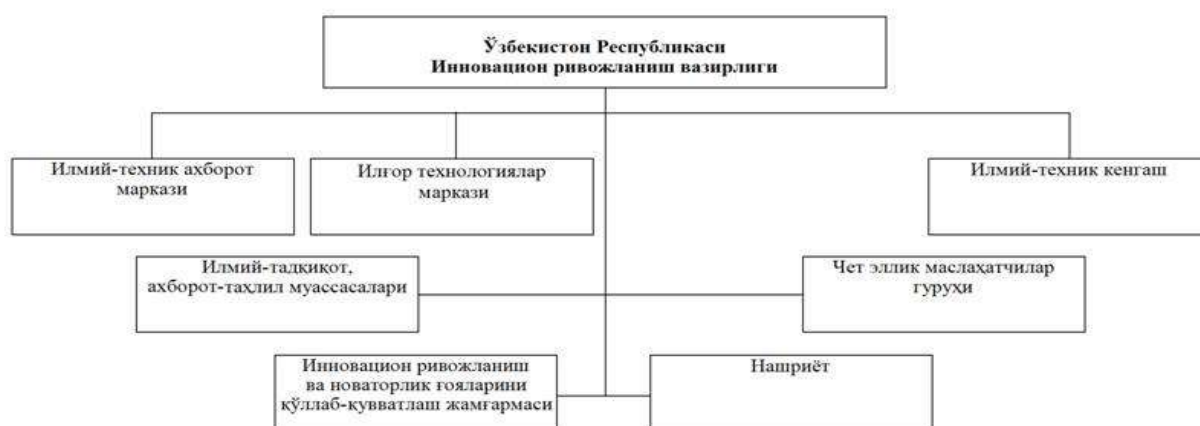 Ўзбекистон Республикаси
Инновацион ривожланиш вазирлиги
Илмий-техник ахборот
маркази
Илғор технологиялар
маркази
Илмий-техник кенгаш
Илмий-тадқиқот,
ахборот-таҳлил муассасалари
Чет эллик маслаҳатчилар
гуруҳи
Инновацион ривожланиш
ва новаторлик ғояларини
қўллаб-қувватлаш жамғармаси
Нашриёт